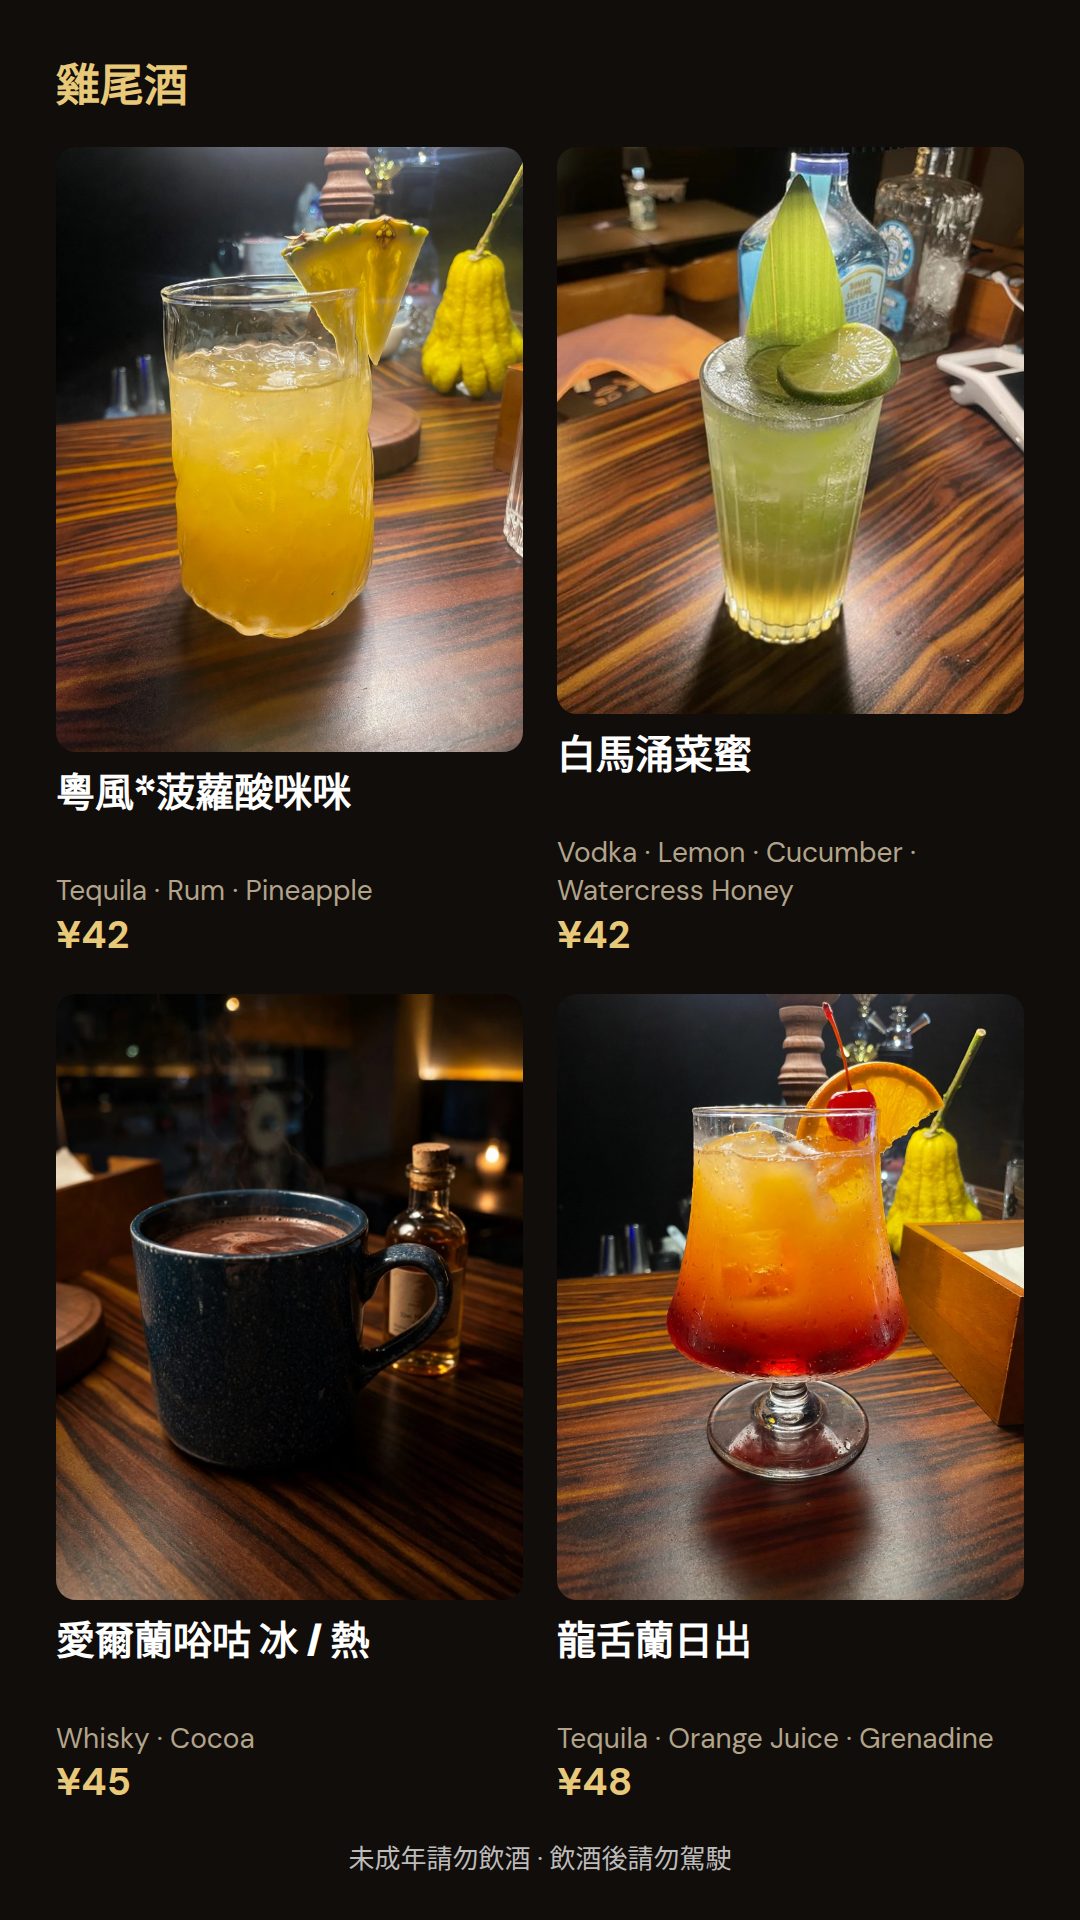 雞尾酒
粵風*菠蘿酸咪咪
Tequila · Rum · Pineapple
¥42
白馬涌菜蜜
Vodka · Lemon · Cucumber ·
Watercress Honey
¥42
愛爾蘭唂咕 冰 / 熱
Whisky · Cocoa
¥45
龍舌蘭日出
Tequila · Orange Juice · Grenadine
¥48
未成年請勿飲酒 · 飲酒後請勿駕駛